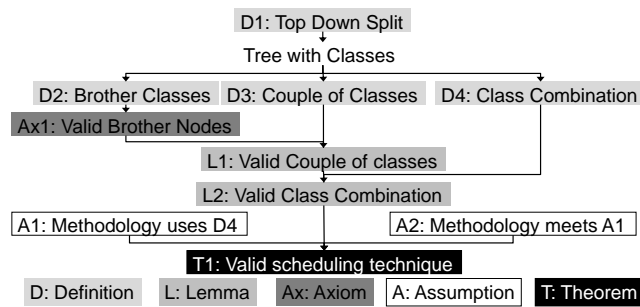 D1: Top Down Split
Tree with Classes
D2: Brother Classes D3: Couple of Classes D4: Class Combination
Ax1: Valid Brother Nodes
L1: Valid Couple of classes
L2: Valid Class Combination
A1: Methodology uses D4 A2: Methodology meets A1
T1: Valid scheduling technique
D: Definition L: Lemma Ax: Axiom A: Assumption T: Theorem